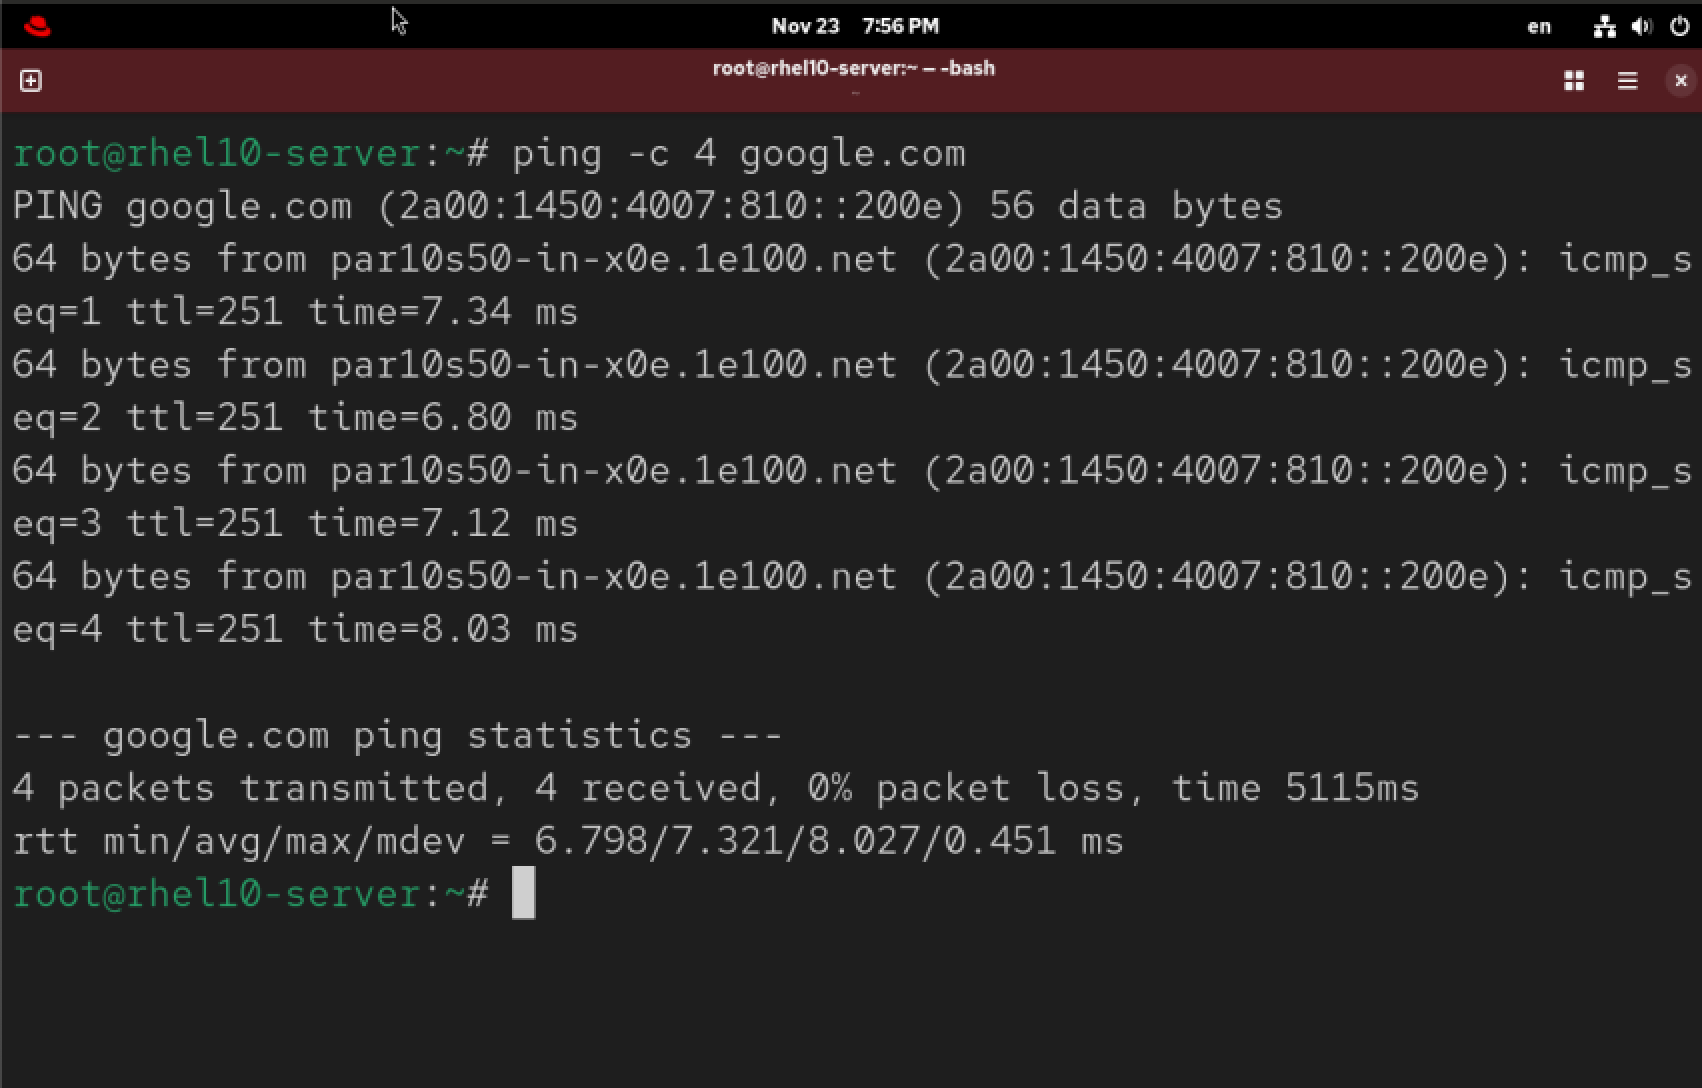 Nov 23 7:56 PM
en
root@rhel10-server:~ – -bash
~
root@rhel10-server:~# ping -c 4 google.com
PING google.com (2a00:1450:4007:810::200e) 56 data bytes
64 bytes from par10s50-in-x0e.1e100.net (2a00:1450:4007:810::200e): icmp_s
eq=1 ttl=251 time=7.34 ms
64 bytes from par10s50-in-x0e.1e100.net (2a00:1450:4007:810::200e): icmp_s
eq=2 ttl=251 time=6.80 ms
64 bytes from par10s50-in-x0e.1e100.net (2a00:1450:4007:810::200e): icmp_s
eq=3 ttl=251 time=7.12 ms
64 bytes from par10s50-in-x0e.1e100.net (2a00:1450:4007:810::200e): icmp_s
eq=4 ttl=251 time=8.03 ms
--- google.com ping statistics ---
4 packets transmitted, 4 received, 0% packet loss, time 5115ms
rtt min/avg/max/mdev = 6.798/7.321/8.027/0.451 ms
root@rhel10-server:~#